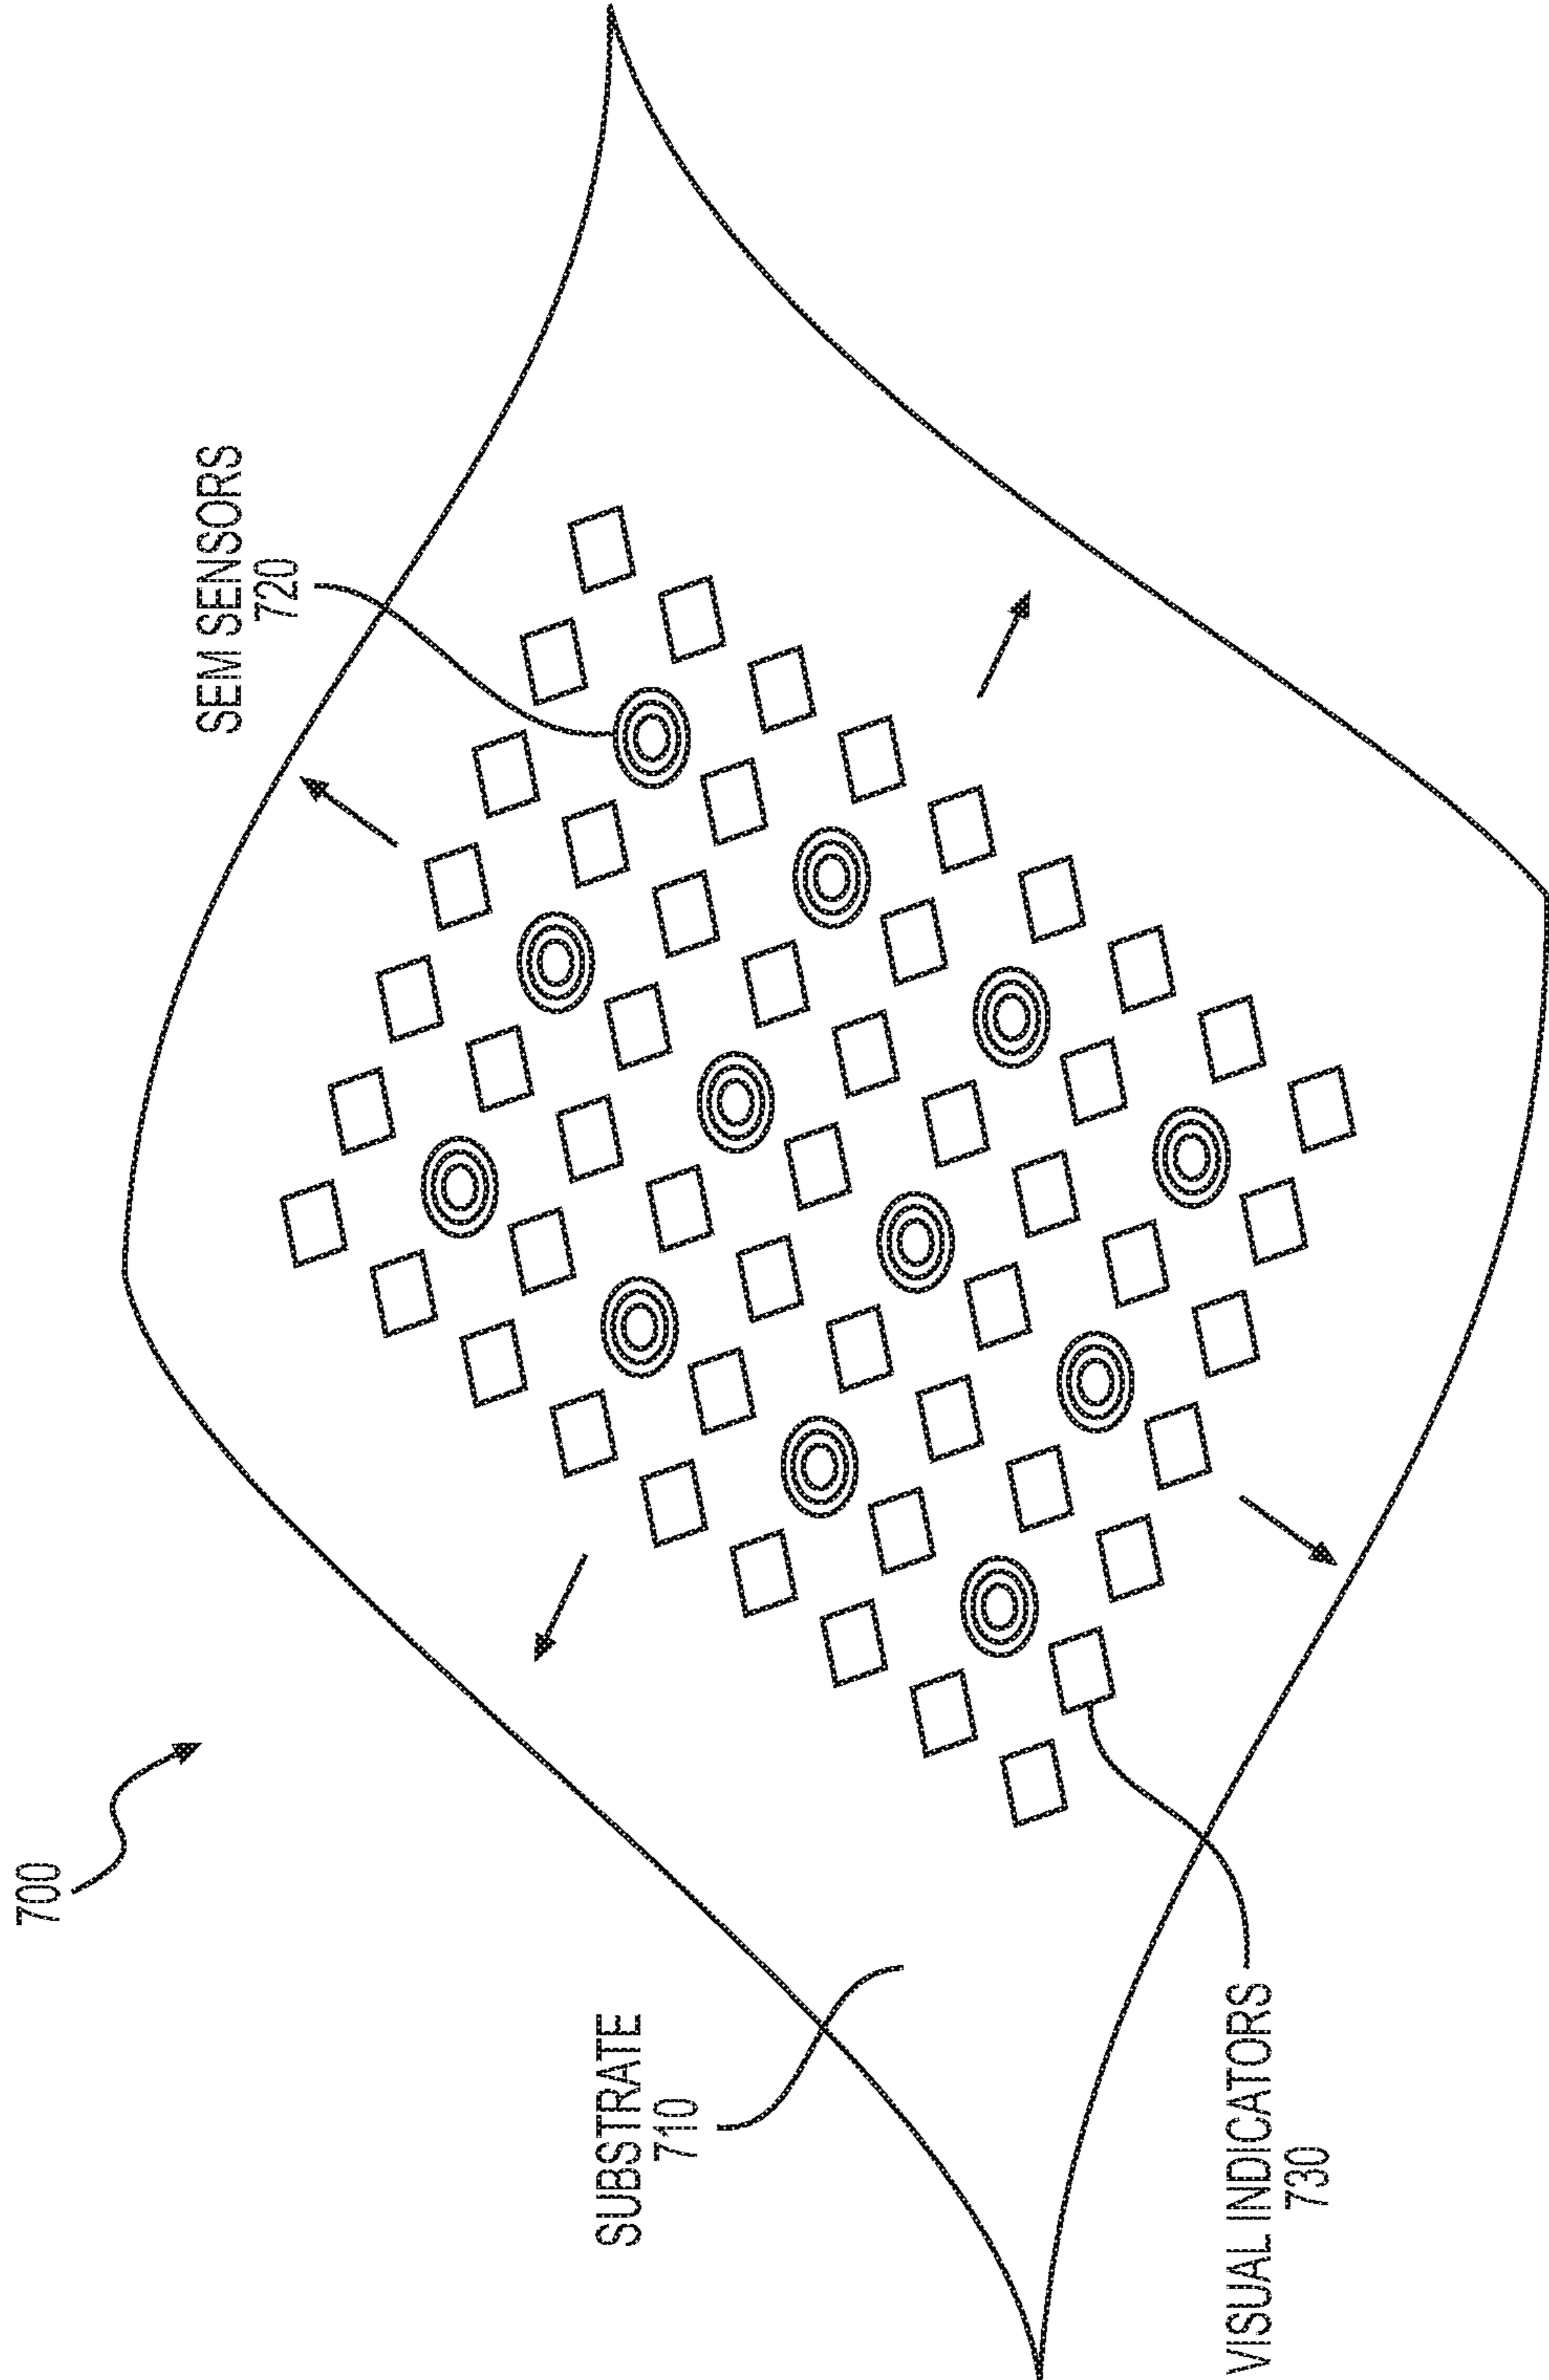 700
SUBSTRATE
710
SEM SENSORS
720
VISUAL INDICATORS
730